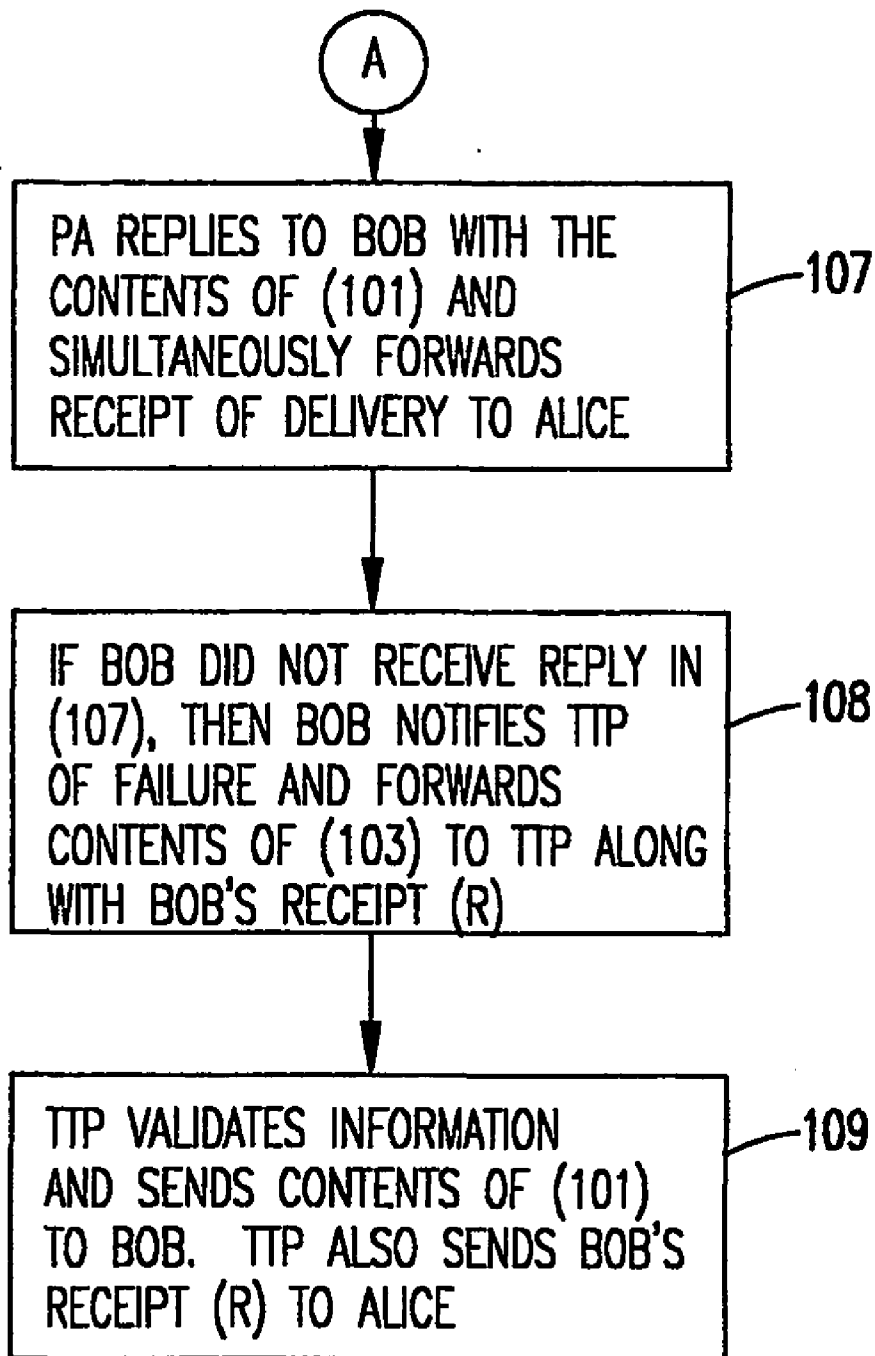 A
PA REPLIES TO BOB WITH THE
CONTENTS OF (101) AND
SIMULTANEOUSLY FORWARDS
RECEIPT OF DELIVERY TO ALICE
107
IF BOB DID NOT RECEIVE REPLY IN
(107), THEN BOB NOTIFIES TTP
OF FAILURE AND FORWARDS
CONTENTS OF (103) TO TTP ALONG
WITH BOB'S RECEIPT (R)
108
TTP VALIDATES INFORMATION
AND SENDS CONTENTS OF (101)
TO BOB. TTP ALSO SENDS BOB'S
RECEIPT (R) TO ALICE
109